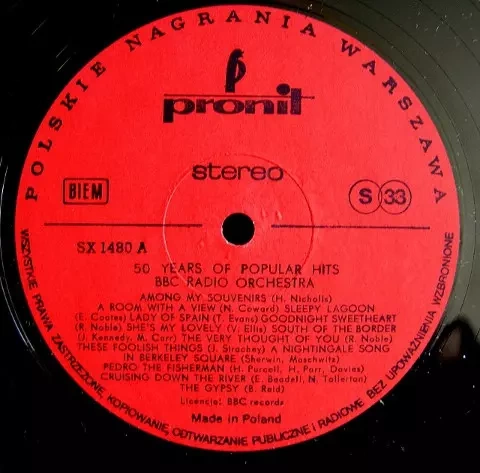 POLSKIE NAGRANIA WARSZAWA
pronit
stereo
BIEM
S 33
SX 1480 A
50 YEARS OF POPULAR HITS
BBC RADIO ORCHESTRA
AMONG MY SOUVENIRS (H. Nicholls)
A ROOM WITH A VIEW (N. Coward) SLEEPY LAGOON
(E. Coates) LADY OF SPAIN (T. Evans) GOODNIGHT SWEETHEART
(R. Noble) SHE'S MY LOVELY (V. Ellis) SOUTH OF THE BORDER
(J. Kennedy, M. Carr) THE VERY THOUGHT OF YOU (R. Noble)
THESE FOOLISH THINGS (J. Strachey) A NIGHTINGALE SONG
IN BERKELEY SQUARE (Sherwin, Moschwitz)
PEDRO THE FISHERMAN (H. Purcell, H. Parr, Davies)
CRUISING DOWN THE RIVER (E. Beadell, N. Tollerton)
THE GYPSY (B. Reid)
Licencja: BBC records
Made in Poland
WSZYSTKIE PRAWA ZASTRZEŻONE, KOPIOWANIE, ODTWARZANIE PUBLICZNE I RADIOWE BEZ UPOWAŻNIENIA WZBRONIONE